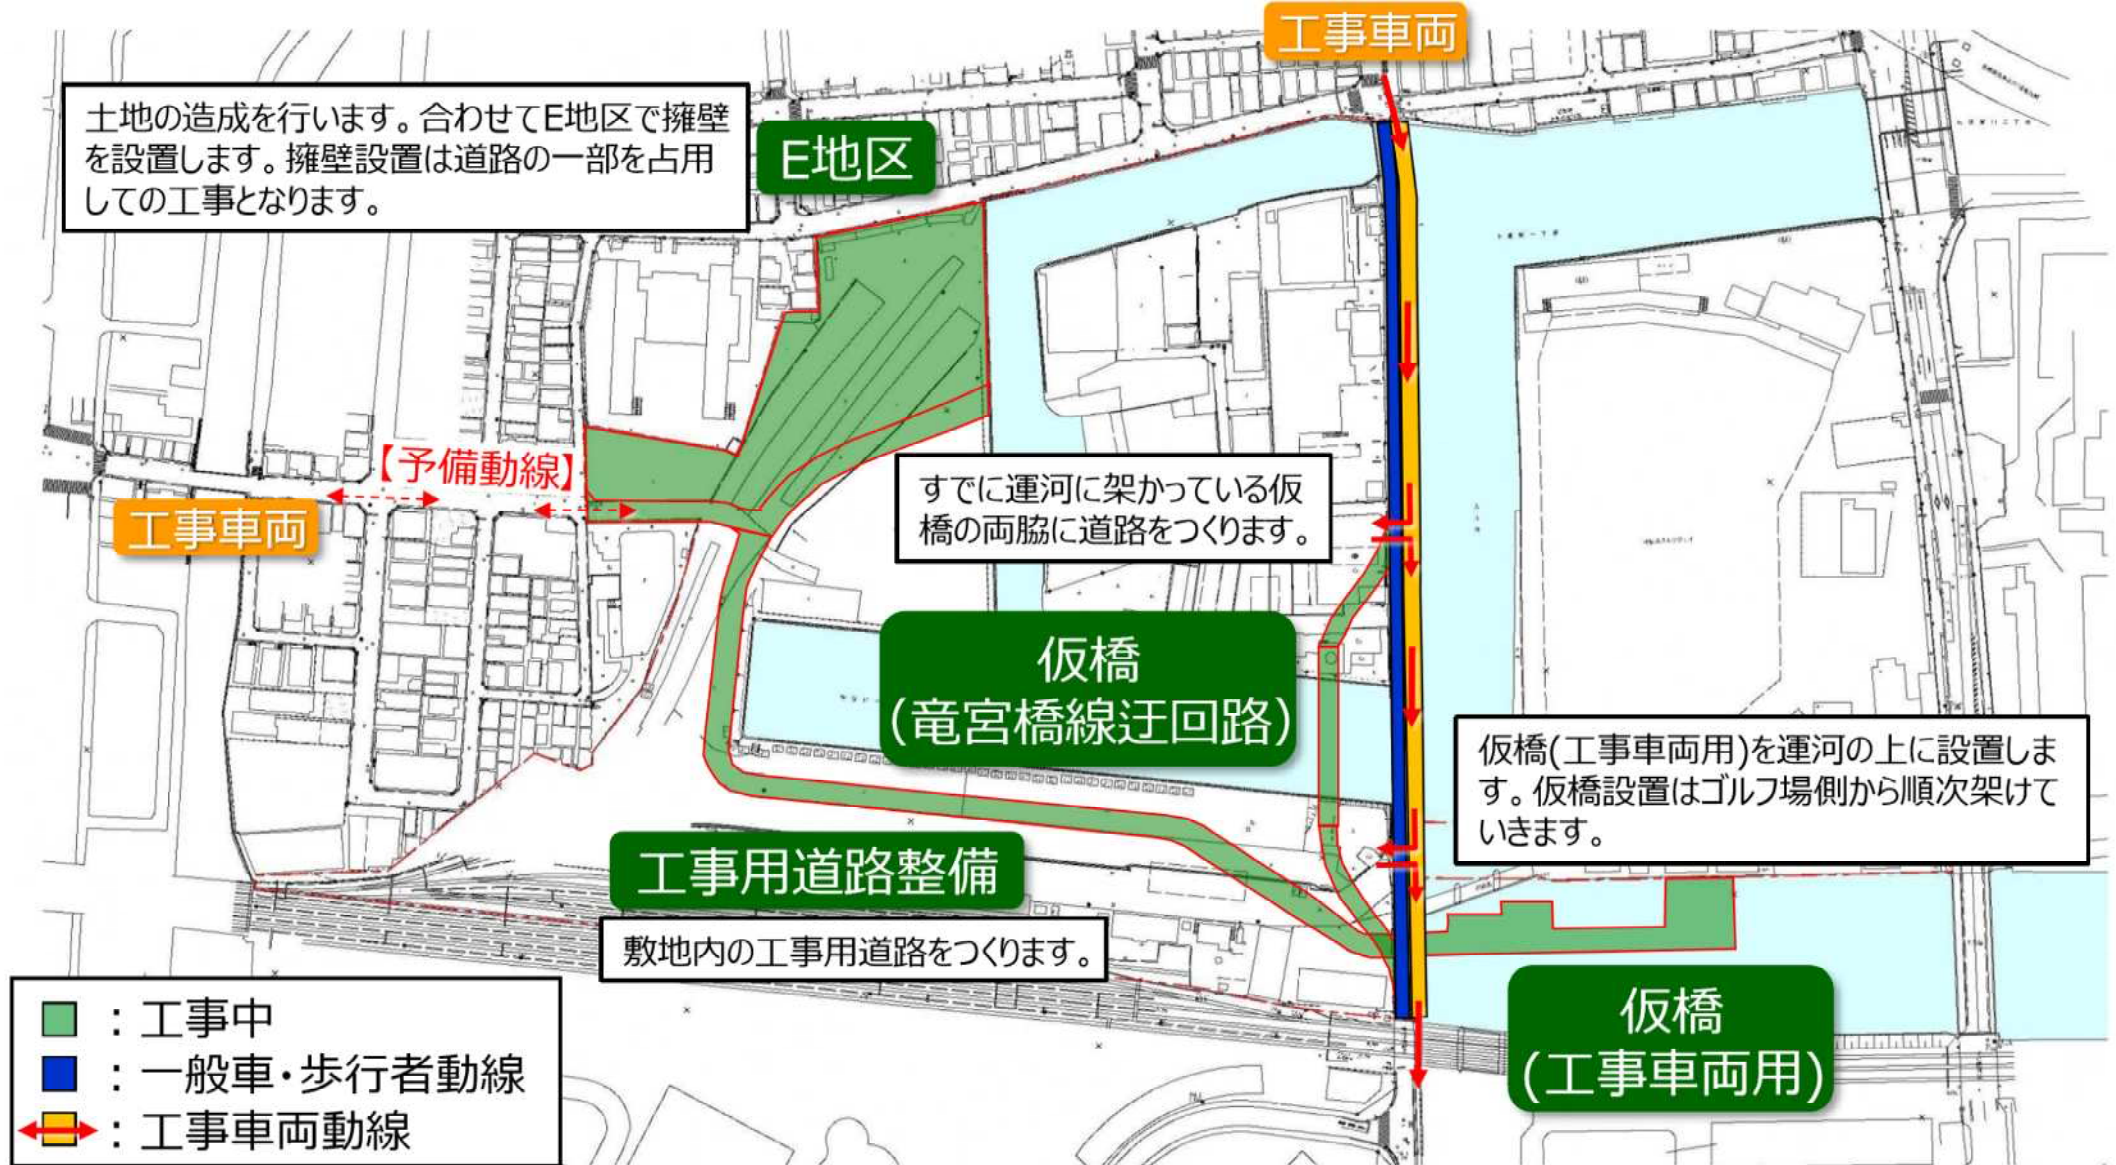 工事車両
土地の造成を行います。合わせてE地区で擁壁
を設置します。擁壁設置は道路の一部を占用
しての工事となります。
E地区
【予備動線】
工事車両
すでに運河に架かっている仮
橋の両脇に道路をつくります。
仮橋
(竜宮橋線迂回路)
仮橋(工事車両用)を運河の上に設置しま
す。仮橋設置はゴルフ場側から順次架けて
いきます。
工事用道路整備
敷地内の工事用道路をつくります。
仮橋
(工事車両用)
：工事中
：一般車・歩行者動線
：工事車両動線